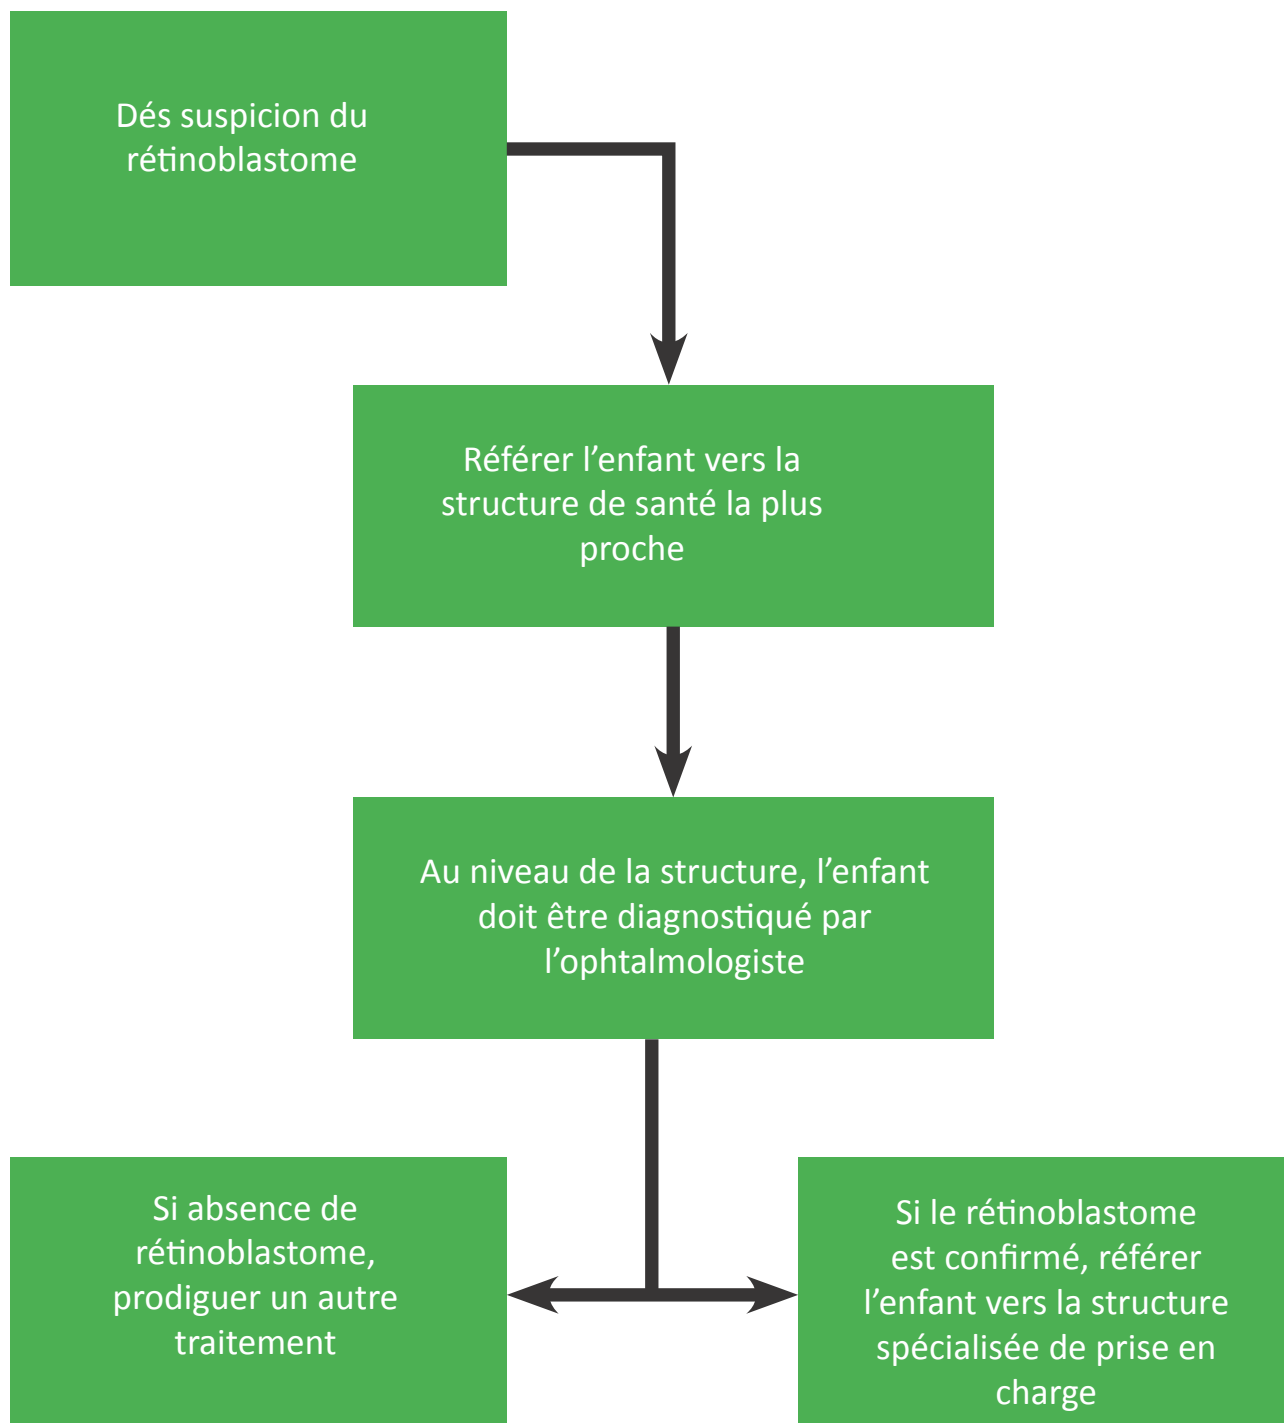 Dés suspicion du
rétinoblastome
Référer l’enfant vers la
structure de santé la plus
proche
Au niveau de la structure, l’enfant
doit être diagnostiqué par
l’ophtalmologiste
Si absence de
rétinoblastome,
prodiguer un autre
traitement
Si le rétinoblastome
est confirmé, référer
l’enfant vers la structure
spécialisée de prise en
charge